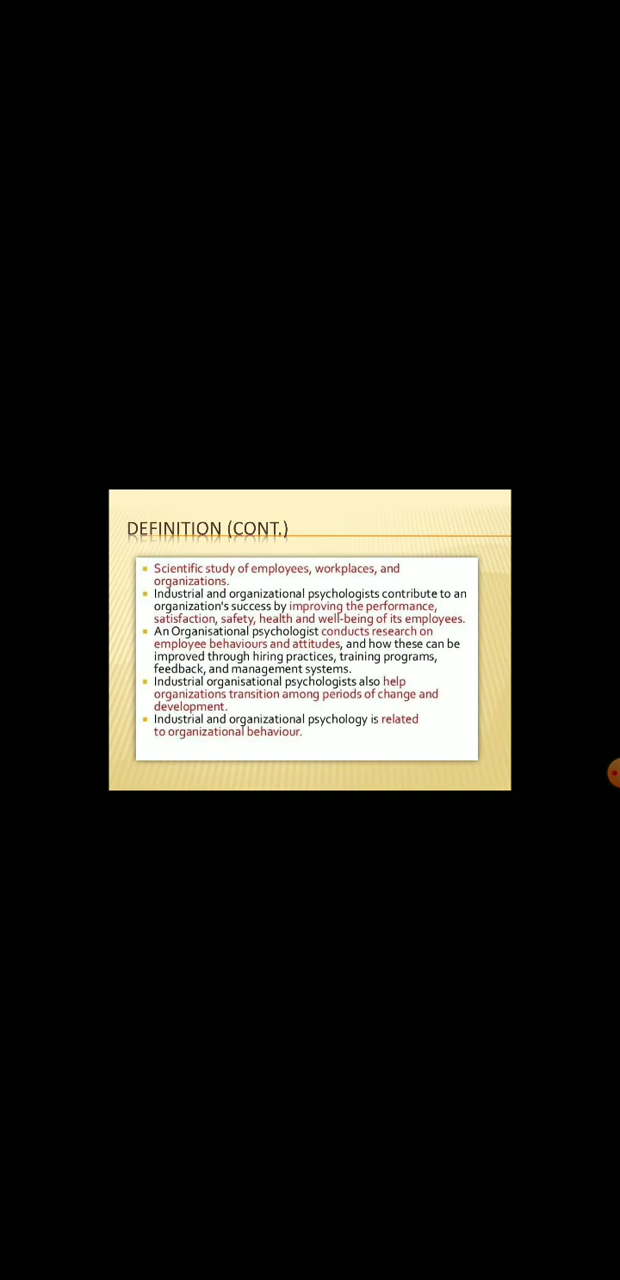 DEFINITION (CONT.)
Scientific study of employees, workplaces, and
organizations.
Industrial and organizational psychologists contribute to an
organization's success by improving the performance,
satisfaction, safety, health and well-being of its employees.
An Organisational psychologist conducts research on
employee behaviours and attitudes, and how these can be
improved through hiring practices, training programs,
feedback, and management systems.
Industrial organisational psychologists also help
organizations transition among periods of change and
development.
Industrial and organizational psychology is related
to organizational behaviour.